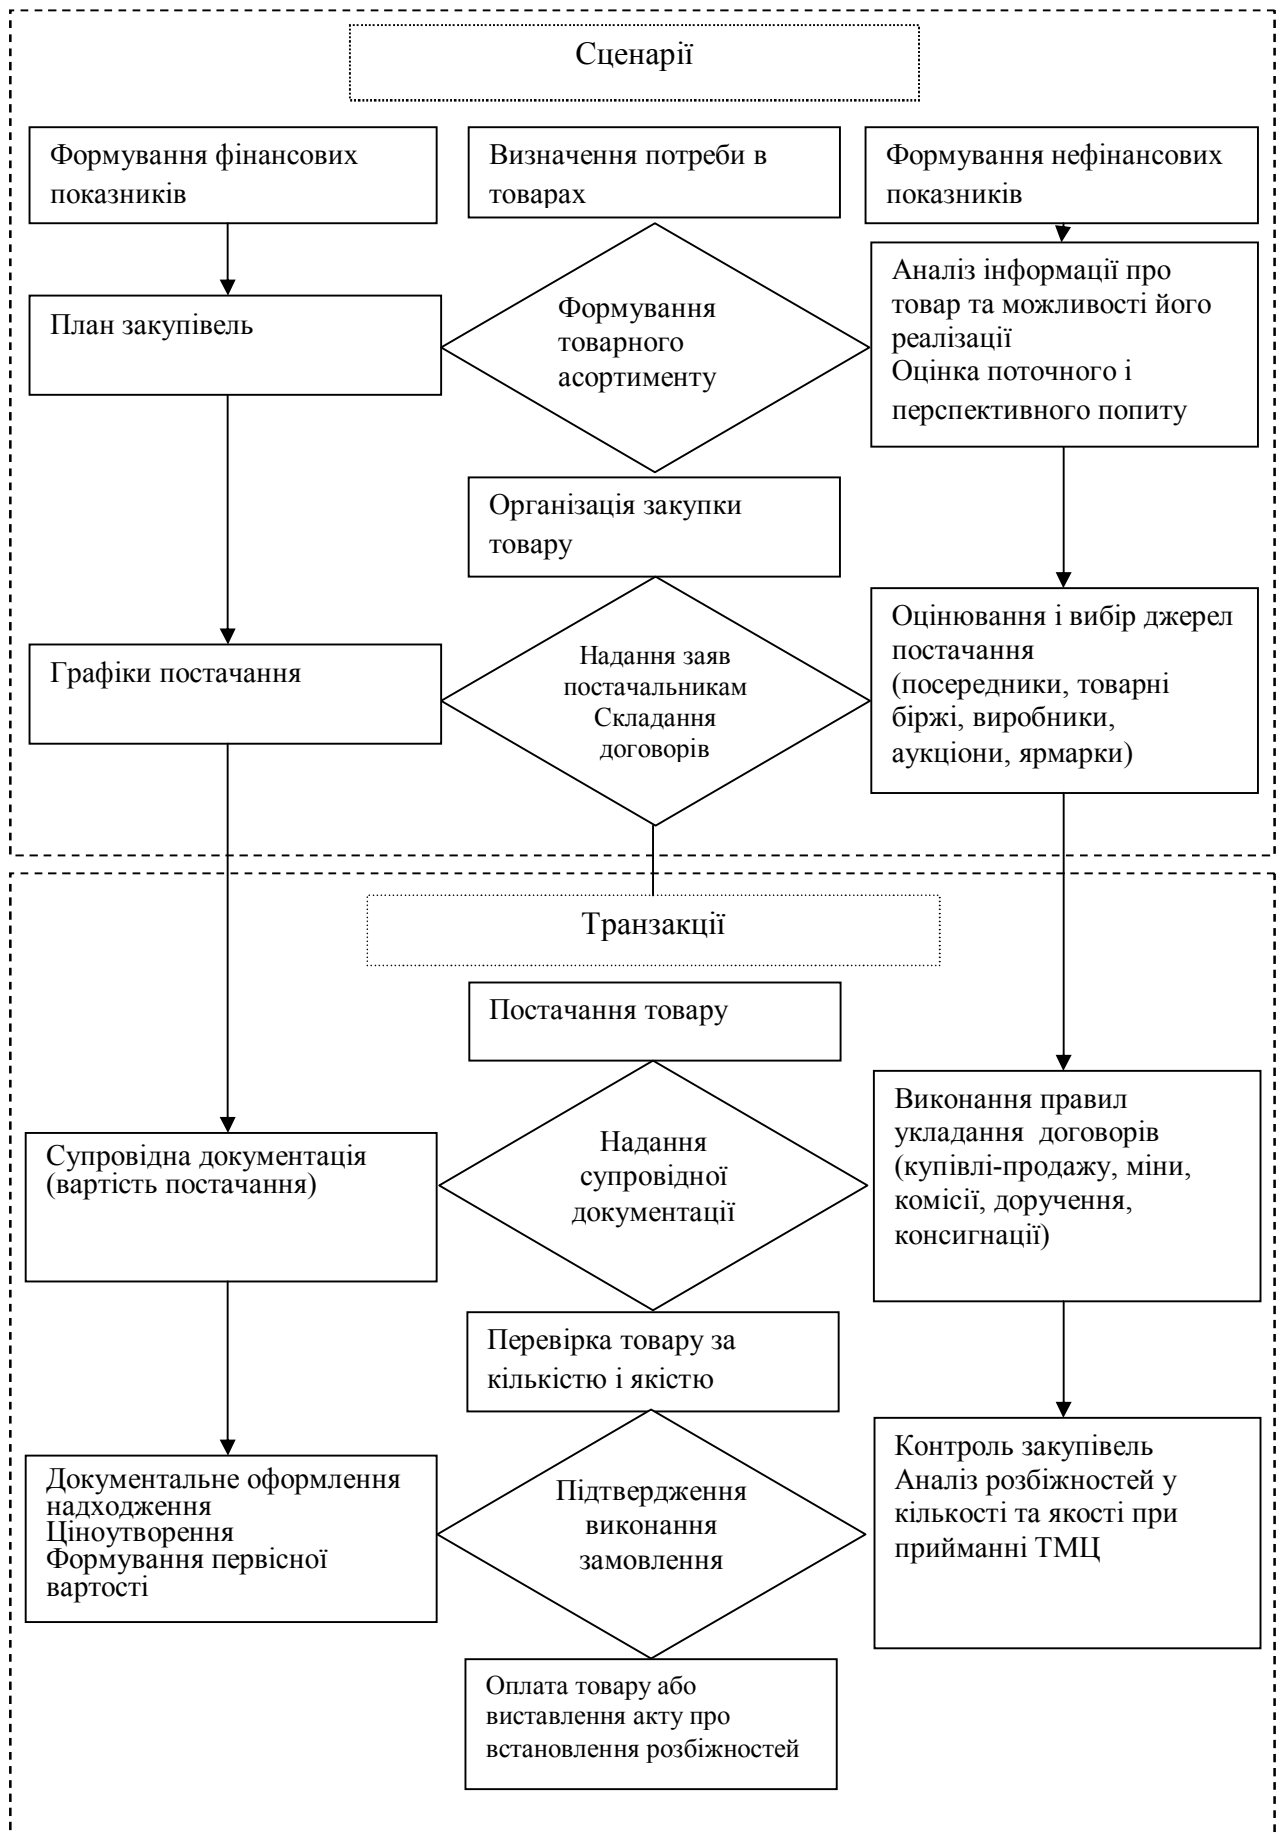 Сценарії
Формування фінансових
показників
Визначення потреби в
товарах
Формування нефінансових
показників
План закупівель
Формування
товарного
асортименту
Аналіз інформації про
товар та можливості його
реалізації
Оцінка поточного і
перспективного попиту
Організація закупки
товару
Графіки постачання
Надання заяв
постачальникам
Складання
договорів
Оцінювання і вибір джерел
постачання
(посередники, товарні
біржі, виробники,
аукціони, ярмарки)
Транзакції
Постачання товару
Супровідна документація
(вартість постачання)
Надання
супровідної
документації
Виконання правил
укладання  договорів
(купівлі-продажу, міни,
комісії, доручення,
консигнації)
Перевірка товару за
кількістю і якістю
Документальне оформлення
надходження
Ціноутворення
Формування первісної
вартості
Підтвердження
виконання
замовлення
Контроль закупівель
Аналіз розбіжностей у
кількості та якості при
прийманні ТМЦ
Оплата товару або
виставлення акту про
встановлення розбіжностей